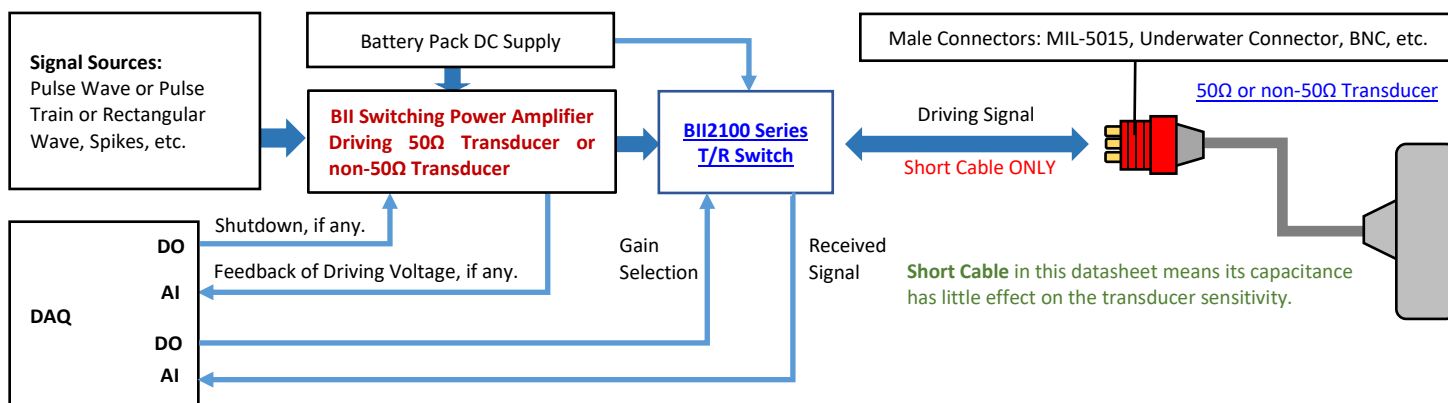 Signal Sources:
Pulse Wave or Pulse
Train or Rectangular
Wave, Spikes, etc.
Battery Pack DC Supply
BII Switching Power Amplifier
Driving 50Ω Transducer or
non-50Ω Transducer
BII2100 Series
T/R Switch
Male Connectors: MIL-5015, Underwater Connector, BNC, etc.
50Ω or non-50Ω Transducer
Driving Signal
Short Cable ONLY
Shutdown, if any.
Feedback of Driving Voltage, if any.
Gain
Selection
Received
Signal
Short Cable in this datasheet means its capacitance
has little effect on the transducer sensitivity.
DAQ
DO
AI
DO
AI